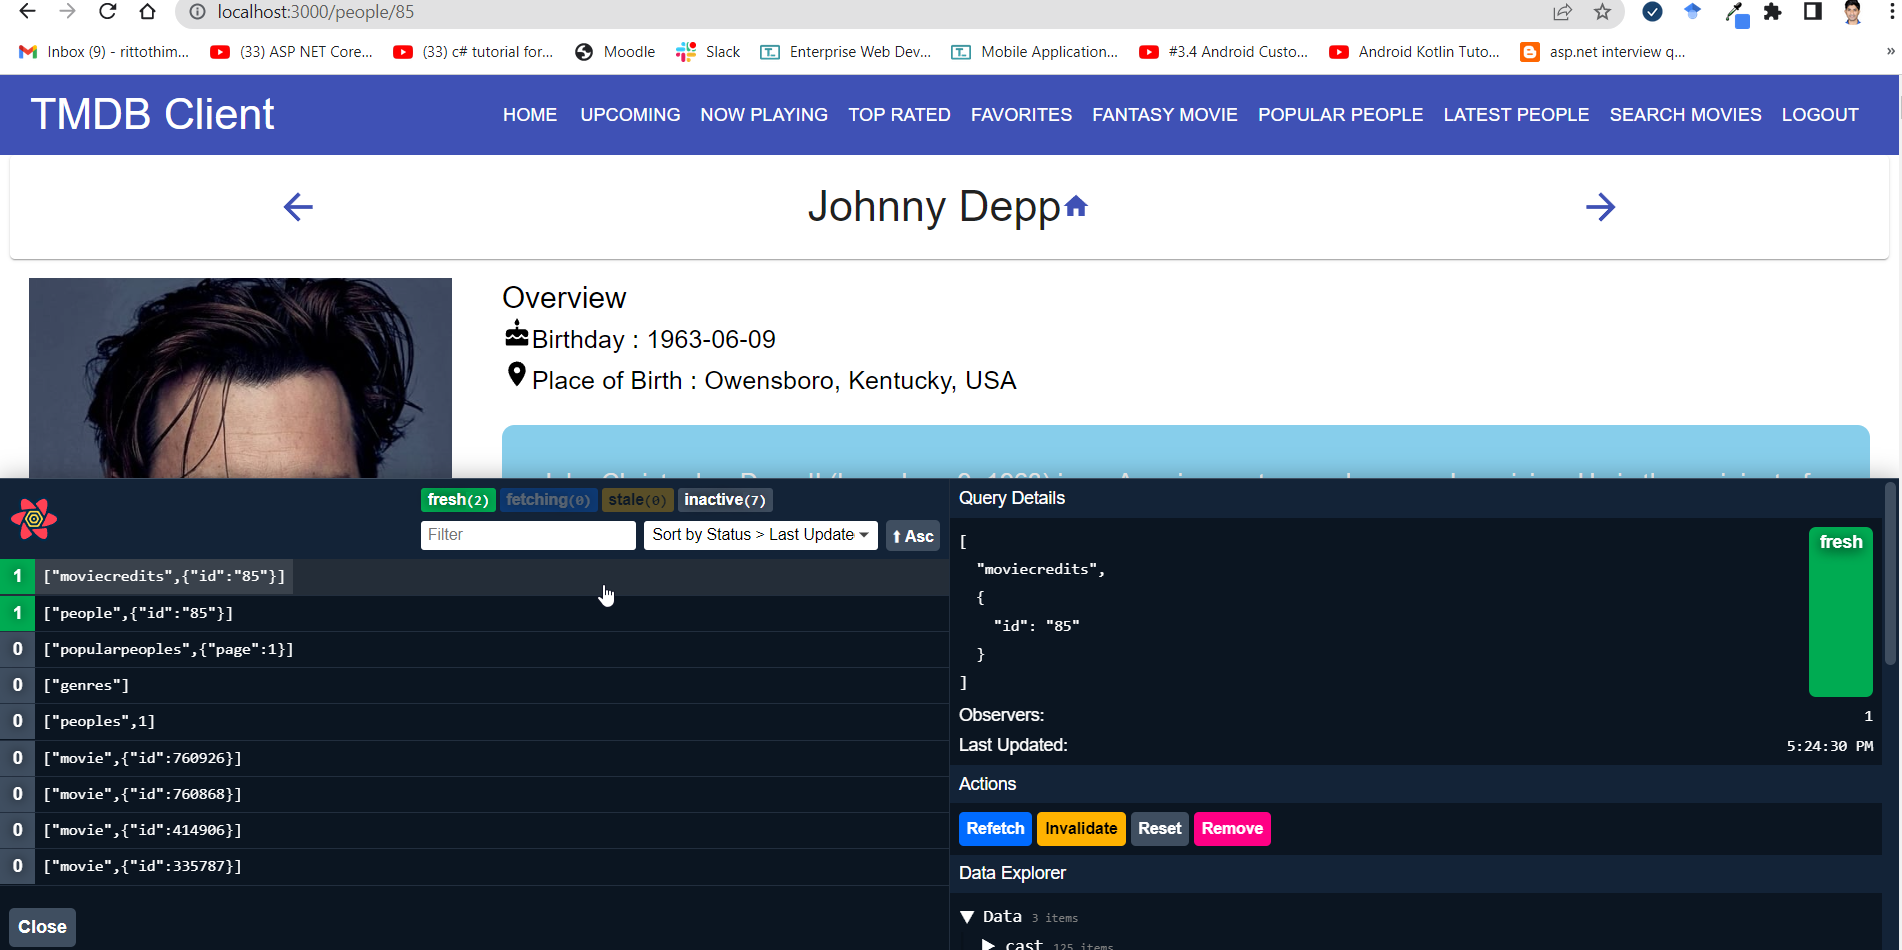 localhost:3000/people/85
Inbox (9) - rittothim... (33) ASP NET Core... (33) c# tutorial for... Moodle Slack Enterprise Web Dev... Mobile Application... #3.4 Android Custo... Android Kotlin Tuto... asp.net interview q... »
TMDB Client HOME UPCOMING NOW PLAYING TOP RATED FAVORITES FANTASY MOVIE POPULAR PEOPLE LATEST PEOPLE SEARCH MOVIES LOGOUT
Johnny Depp
Overview
Birthday : 1963-06-09
Place of Birth : Owensboro, Kentucky, USA
fresh(2) fetching(0) stale(0) inactive(7)
Filter Sort by Status > Last Update Asc
1 ["moviecredits",{"id":"85"}]
1 ["people",{"id":"85"}]
0 ["popularpeoples",{"page":1}]
0 ["genres"]
0 ["peoples",1]
0 ["movie",{"id":760926}]
0 ["movie",{"id":760868}]
0 ["movie",{"id":414906}]
0 ["movie",{"id":335787}]
Close
Query Details
[
"moviecredits",
{
"id": "85"
}
]
fresh
Observers: 1
Last Updated: 5:24:30 PM
Actions
Refetch Invalidate Reset Remove
Data Explorer
▼ Data 3 items
▶ cast 125 items